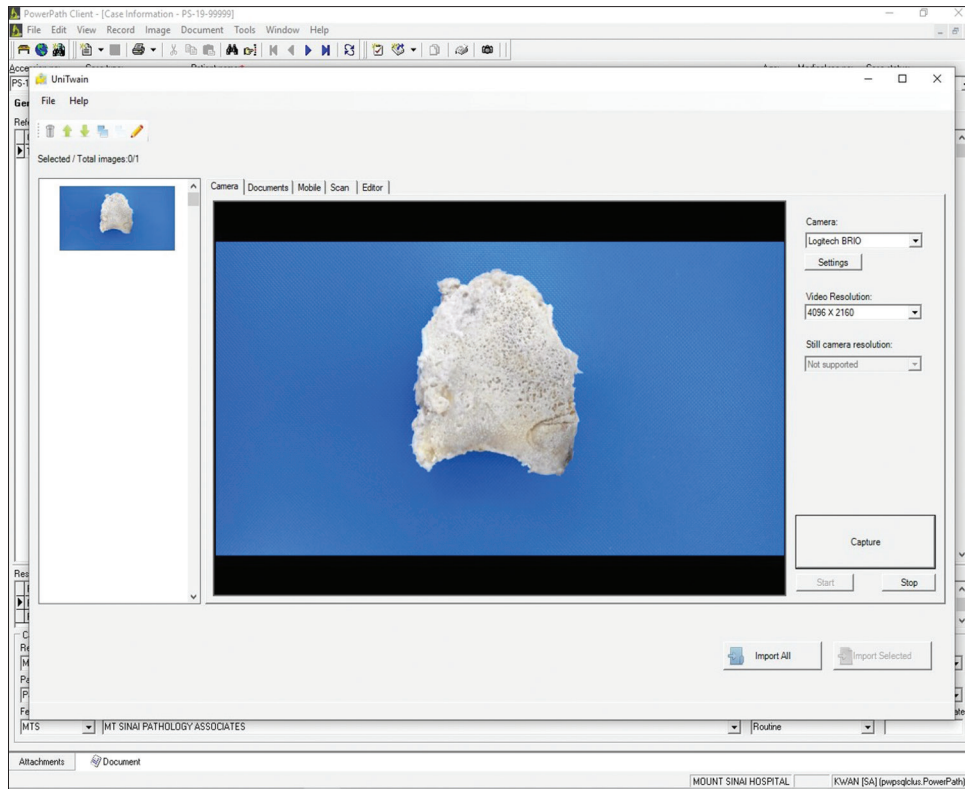 PowerPath Client - [Case Information - PS-19-99999]
File Edit View Record Image Document Tools Window Help
UniTwain
File Help
Selected / Total images:0/1
Camera Documents Mobile Scan Editor
Camera:
Logitech BRIO
Settings
Video Resolution:
4096 X 2160
Still camera resolution:
Not supported
Capture
Start Stop
Import All Import Selected
MTS MT SINAI PATHOLOGY ASSOCIATES Routine
Attachments Document
MOUNT SINAI HOSPITAL KWAN [SA] (pwpsqlclus.PowerPath)